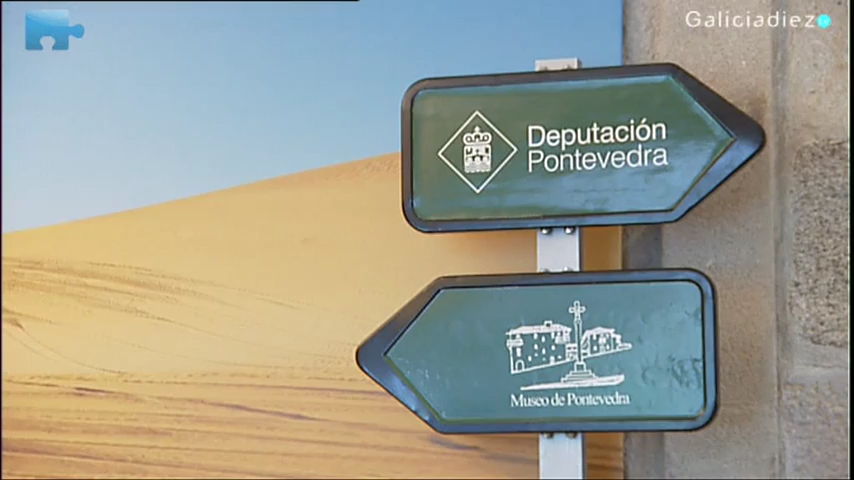 Galiciadiez
Deputación
Pontevedra
Museo de Pontevedra